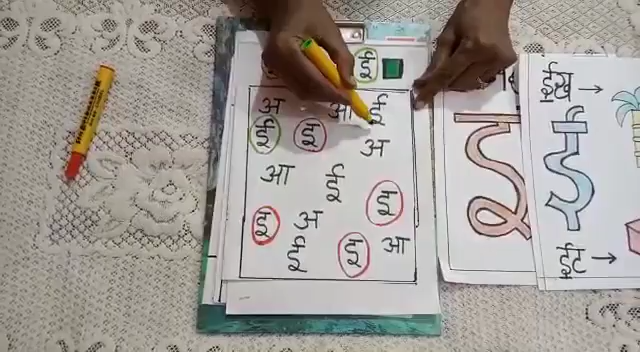 ई
अ आ ई
ई इ अ
आ ई इ
इ अ
ई इ आ
इ
ई
ईख
ईंट